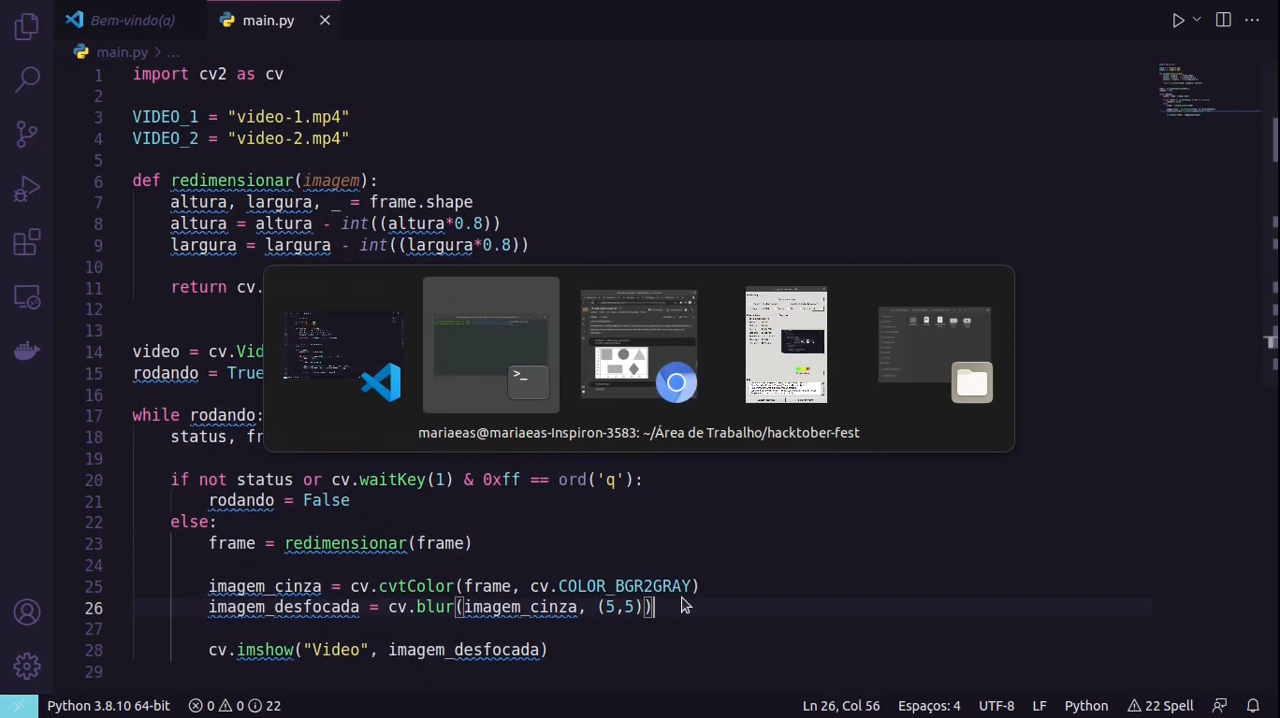 Bem-vindo(a)
main.py
main.py > ...
1 import cv2 as cv
2
3 VIDEO_1 = "video-1.mp4"
4 VIDEO_2 = "video-2.mp4"
5
6 def redimensionar(imagem):
7 altura, largura, _ = frame.shape
8 altura = altura - int((altura*0.8))
9 largura = largura - int((largura*0.8))
10
11 return cv.
12
13
14 video = cv.Vid
15 rodando = True
16
17 while rodando:
18 status, fr
19
20 if not status or cv.waitKey(1) & 0xff == ord('q'):
21 rodando = False
22 else:
23 frame = redimensionar(frame)
24
25 imagem_cinza = cv.cvtColor(frame, cv.COLOR_BGR2GRAY)
26 imagem_desfocada = cv.blur(imagem_cinza, (5,5))
27
28 cv.imshow("Video", imagem_desfocada)
29
mariaeas@mariaeas-Inspiron-3583: ~/Área de Trabalho/hacktober-fest
Python 3.8.10 64-bit 0 0 22 Ln 26, Col 56 Espaços: 4 UTF-8 LF Python 22 Spell